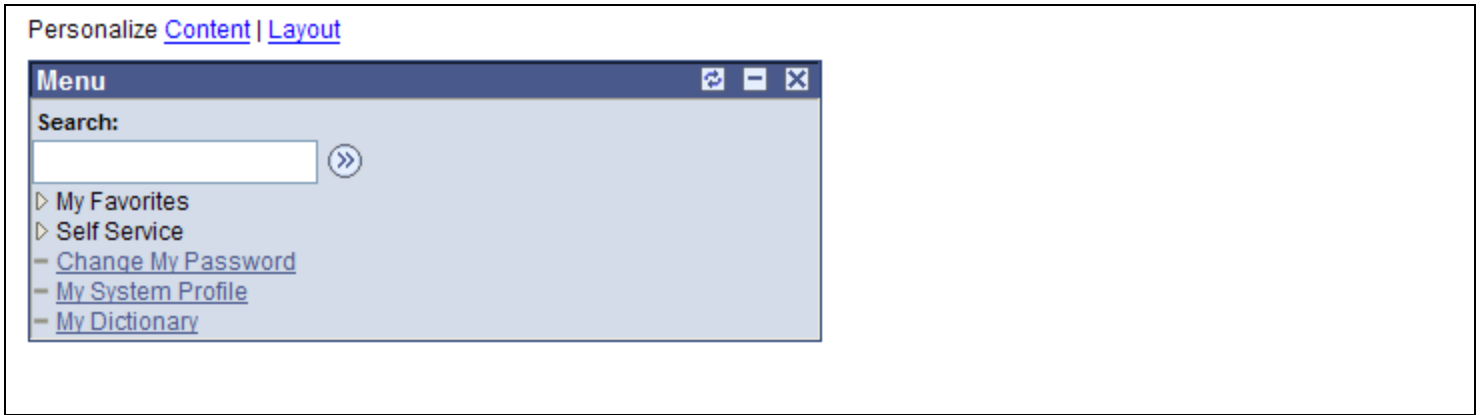 Personalize Content | Layout
Menu
Search:
My Favorites
Self Service
Change My Password
My System Profile
My Dictionary